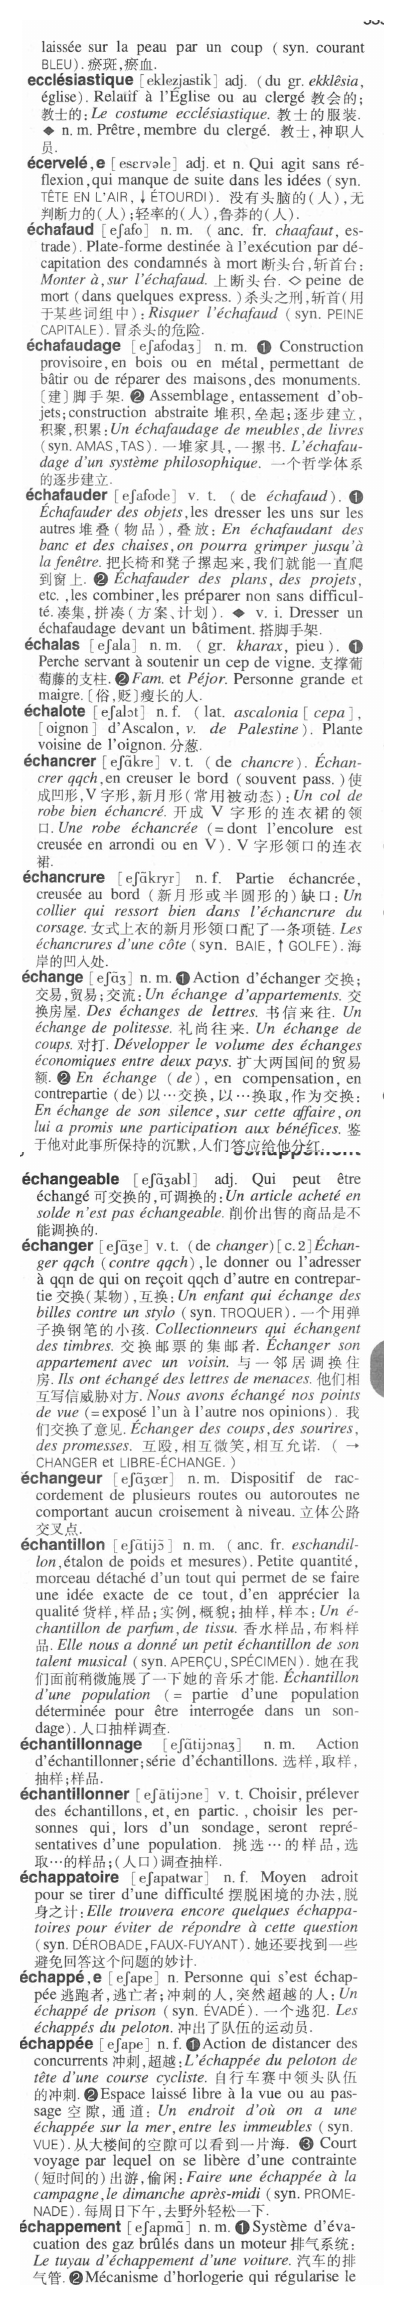 laissée sur la peau par un coup (syn. courant
BLEU). 瘀斑,瘀血.
ecclésiastique [eklezjastik] adj. (du gr. ekklêsia,
église). Relatif à l'Église ou au clergé 教会的;
教士的: Le costume ecclésiastique. 教士的服装.
◆ n. m. Prêtre, membre du clergé. 教士,神职人
员.
écervelé, e [esɛrvəle] adj. et n. Qui agit sans ré-
flexion, qui manque de suite dans les idées (syn.
TÊTE EN L'AIR, ↓ÉTOURDI). 没有头脑的(人),无
判断力的(人);轻率的(人),鲁莽的(人).
échafaud [eʃafo] n. m. (anc. fr. chaafaut, es-
trade). Plate-forme destinée à l'exécution par dé-
capitation des condamnés à mort 断头台,斩首台:
Monter à, sur l'échafaud. 上断头台. ◇ peine de
mort (dans quelques express.) 杀头之刑,斩首(用
于某些词组中): Risquer l'échafaud (syn. PEINE
CAPITALE). 冒杀头的危险.
échafaudage [eʃafodaʒ] n. m. ❶ Construction
provisoire, en bois ou en métal, permettant de
bâtir ou de réparer des maisons, des monuments.
〔建〕脚手架. ❷ Assemblage, entassement d'ob-
jets; construction abstraite 堆积,垒起;逐步建立,
积聚,积累: Un échafaudage de meubles, de livres
(syn. AMAS, TAS). 一堆家具,一摞书. L'échafau-
dage d'un système philosophique. 一个哲学体系
的逐步建立.
échafauder [eʃafode] v. t. (de échafaud). ❶
Échafauder des objets, les dresser les uns sur les
autres 堆叠(物品),叠放: En échafaudant des
banc et des chaises, on pourra grimper jusqu'à
la fenêtre. 把长椅和凳子摞起来,我们就能一直爬
到窗上. ❷ Échafauder des plans, des projets,
etc., les combiner, les préparer non sans difficul-
té. 凑集,拼凑(方案、计划). ◆ v. i. Dresser un
échafaudage devant un bâtiment. 搭脚手架.
échalas [eʃala] n. m. (gr. kharax, pieu). ❶
Perche servant à soutenir un cep de vigne. 支撑葡
萄藤的支柱. ❷ Fam. et Péjor. Personne grande et
maigre.〔俗,贬〕瘦长的人.
échalote [eʃalɔt] n. f. (lat. ascalonia [cepa],
[oignon] d'Ascalon, v. de Palestine). Plante
voisine de l'oignon. 分葱.
échancrer [eʃɑ̃kre] v. t. (de chancre). Échan-
crer qqch, en creuser le bord (souvent pass.) 使
成凹形,V字形,新月形(常用被动态): Un col de
robe bien échancré. 开成 V 字形的连衣裙的领
口. Une robe échancrée (= dont l'encolure est
creusée en arrondi ou en V). V 字形领口的连衣
裙.
échancrure [eʃɑ̃kryr] n. f. Partie échancrée,
creusée au bord (新月形或半圆形的) 缺口: Un
collier qui ressort bien dans l'échancrure du
corsage. 女式上衣的新月形领口配了一条项链. Les
échancrures d'une côte (syn. BAIE, ↑GOLFE). 海
岸的凹入处.
échange [eʃɑ̃ʒ] n. m. ❶ Action d'échanger 交换;
交易,贸易;交流: Un échange d'appartements. 交
换房屋. Des échanges de lettres. 书信来往. Un
échange de politesse. 礼尚往来. Un échange de
coups. 对打. Développer le volume des échanges
économiques entre deux pays. 扩大两国间的贸易
额. ❷ En échange (de), en compensation, en
contrepartie (de) 以…交换,以…换取,作为交换:
En échange de son silence, sur cette affaire, on
lui a promis une participation aux bénéfices. 鉴
于他对此事所保持的沉默,人们答应给他分红.
échangeable [eʃɑ̃ʒabl] adj. Qui peut être
échangé 可交换的,可调换的: Un article acheté en
solde n'est pas échangeable. 削价出售的商品是不
能调换的.
échanger [eʃɑ̃ʒe] v. t. (de changer) [c. 2] Échan-
ger qqch (contre qqch), le donner ou l'adresser
à qqn de qui on reçoit qqch d'autre en contrepar-
tie 交换(某物),互换: Un enfant qui échange des
billes contre un stylo (syn. TROQUER). 一个用弹
子换钢笔的小孩. Collectionneurs qui échangent
des timbres. 交换邮票的集邮者. Échanger son
appartement avec un voisin. 与一邻居调换住
房. Ils ont échangé des lettres de menaces. 他们相
互写信威胁对方. Nous avons échangé nos points
de vue (= exposé l'un à l'autre nos opinions). 我
们交换了意见. Échanger des coups, des sourires,
des promesses. 互殴,相互微笑,相互允诺. (→
CHANGER et LIBRE-ÉCHANGE.)
échangeur [eʃɑ̃ʒœr] n. m. Dispositif de rac-
cordement de plusieurs routes ou autoroutes ne
comportant aucun croisement à niveau. 立体公路
交叉点.
échantillon [eʃɑ̃tijɔ̃] n. m. (anc. fr. eschandil-
lon, étalon de poids et mesures). Petite quantité,
morceau détaché d'un tout qui permet de se faire
une idée exacte de ce tout, d'en apprécier la
qualité 货样,样品;实例,概貌;抽样,样本: Un é-
chantillon de parfum, de tissu. 香水样品,布料样
品. Elle nous a donné un petit échantillon de son
talent musical (syn. APERÇU, SPÉCIMEN). 她在我
们面前稍微施展了一下她的音乐才能. Échantillon
d'une population (= partie d'une population
déterminée pour être interrogée dans un son-
dage). 人口抽样调查.
échantillonnage [eʃɑ̃tijɔnaʒ] n. m. Action
d'échantillonner; série d'échantillons. 选样,取样,
抽样;样品.
échantillonner [eʃɑ̃tijɔne] v. t. Choisir, prélever
des échantillons, et, en partic., choisir les per-
sonnes qui, lors d'un sondage, seront repré-
sentatives d'une population. 挑选…的样品,选
取…的样品;(人口)调查抽样.
échappatoire [eʃapatwar] n. f. Moyen adroit
pour se tirer d'une difficulté 摆脱困境的办法,脱
身之计: Elle trouvera encore quelques échappa-
toires pour éviter de répondre à cette question
(syn. DÉROBADE, FAUX-FUYANT). 她还要找到一些
避免回答这个问题的妙计.
échappé, e [eʃape] n. Personne qui s'est échap-
pée 逃跑者,逃亡者;冲刺的人,突然超越的人: Un
échappé de prison (syn. ÉVADÉ). 一个逃犯. Les
échappés du peloton. 冲出了队伍的运动员.
échappée [eʃape] n. f. ❶ Action de distancer des
concurrents 冲刺,超越: L'échappée du peloton de
tête d'une course cycliste. 自行车赛中领头队伍
的冲刺. ❷ Espace laissé libre à la vue ou au pas-
sage 空隙,通道: Un endroit d'où on a une
échappée sur la mer, entre les immeubles (syn.
VUE). 从大楼间的空隙可以看到一片海. ❸ Court
voyage par lequel on se libère d'une contrainte
(短时间的)出游,偷闲: Faire une échappée à la
campagne, le dimanche après-midi (syn. PROME-
NADE). 每周日下午,去野外轻松一下.
échappement [eʃapmɑ̃] n. m. ❶ Système d'éva-
cuation des gaz brûlés dans un moteur 排气系统:
Le tuyau d'échappement d'une voiture. 汽车的排
气管. ❷ Mécanisme d'horlogerie qui régularise le